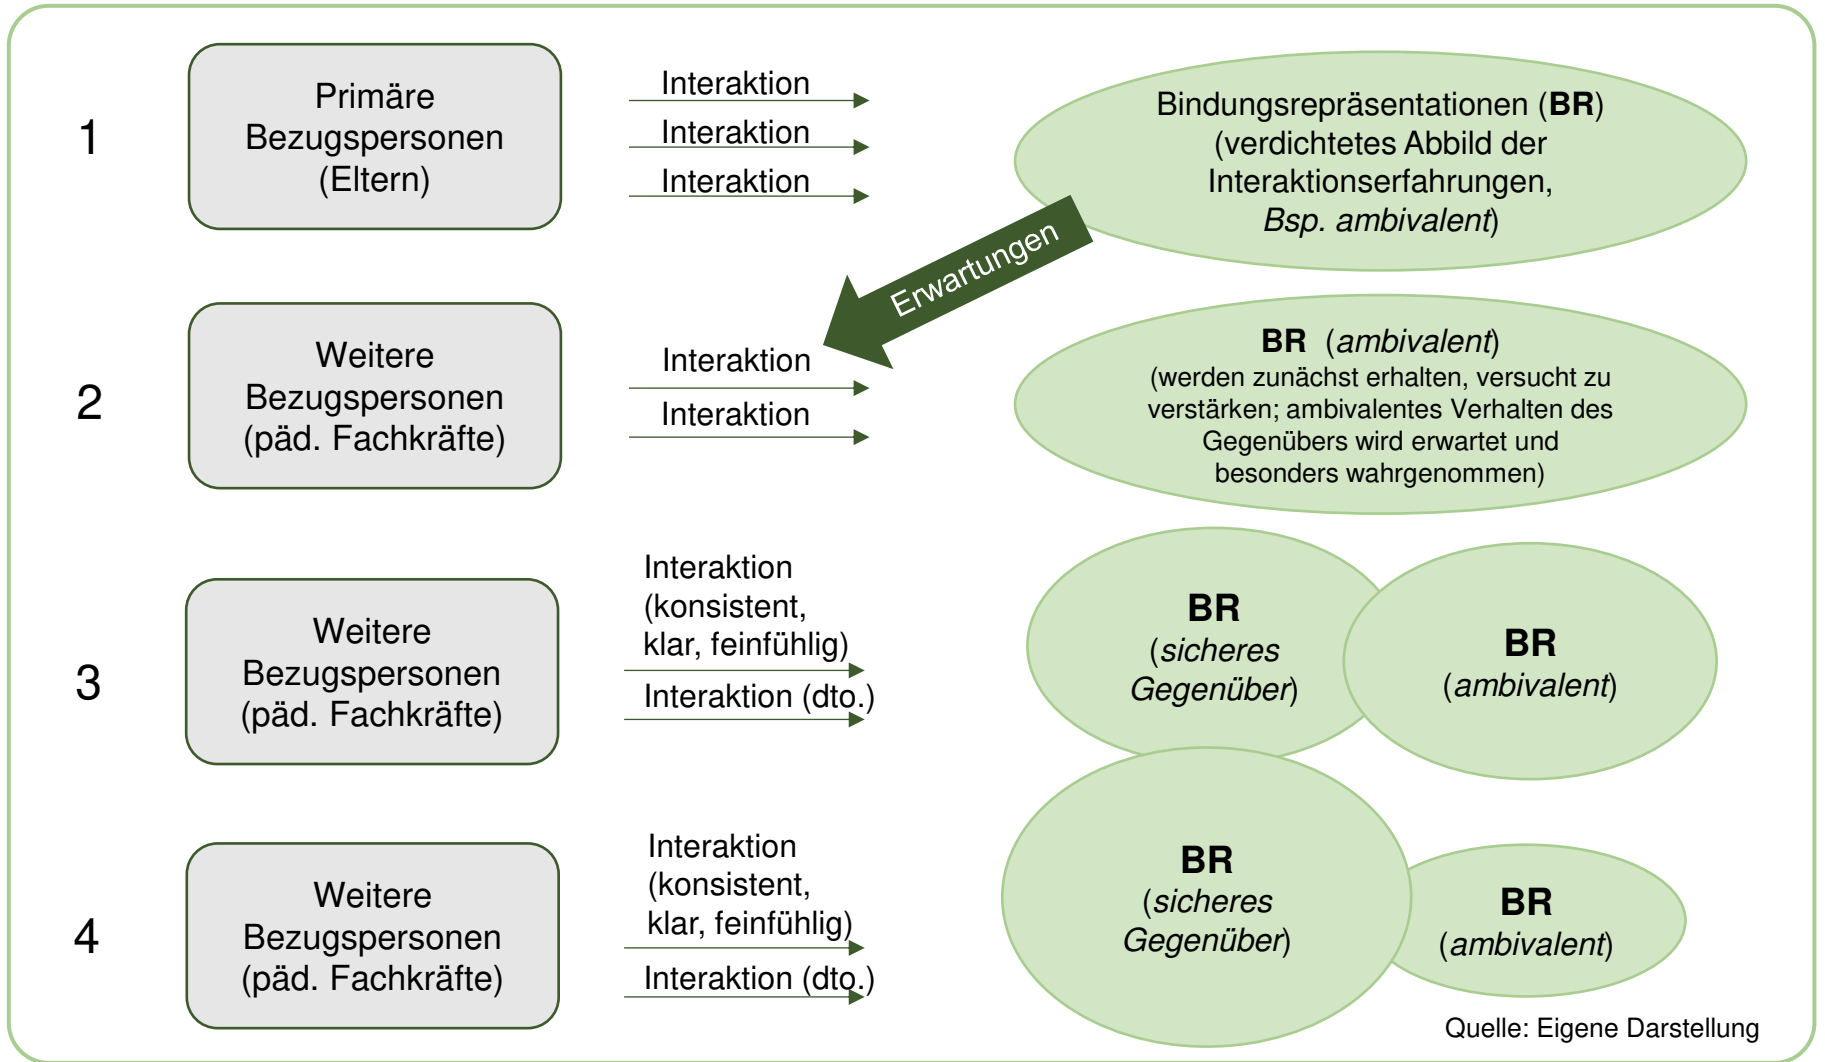 1
Primäre
Bezugspersonen
(Eltern)
Interaktion
Interaktion
Interaktion
Bindungsrepräsentationen (BR)
(verdichtetes Abbild der
Interaktionserfahrungen,
Bsp. ambivalent)
Erwartungen
2
Weitere
Bezugspersonen
(päd. Fachkräfte)
Interaktion
Interaktion
BR (ambivalent)
(werden zunächst erhalten, versucht zu
verstärken; ambivalentes Verhalten des
Gegenübers wird erwartet und
besonders wahrgenommen)
3
Weitere
Bezugspersonen
(päd. Fachkräfte)
Interaktion
(konsistent,
klar, feinfühlig)
Interaktion (dto.)
BR
(sicheres
Gegenüber)
BR
(ambivalent)
4
Weitere
Bezugspersonen
(päd. Fachkräfte)
Interaktion
(konsistent,
klar, feinfühlig)
Interaktion (dto.)
BR
(sicheres
Gegenüber)
BR
(ambivalent)
Quelle: Eigene Darstellung